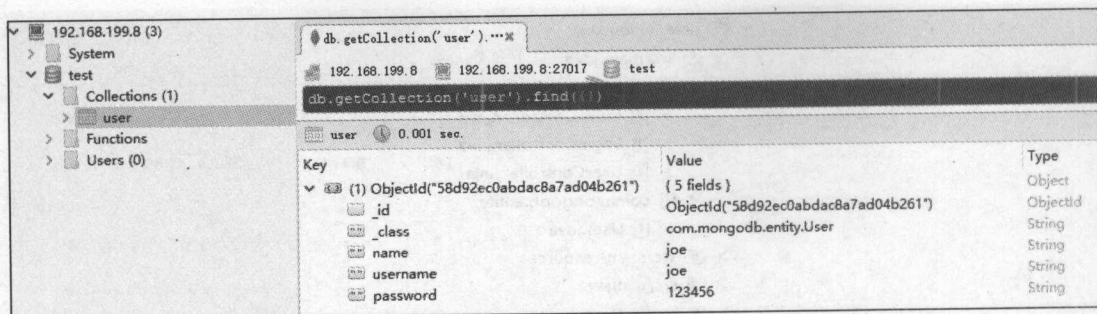 192.168.199.8 (3)
System
test
Collections (1)
user
Functions
Users (0)
db.getCollection('user').···
192.168.199.8 192.168.199.8:27017 test
db.getCollection('user').find({})
user 0.001 sec.
Key Value Type
(1) ObjectId("58d92ec0abdac8a7ad04b261") { 5 fields } Object
_id ObjectId("58d92ec0abdac8a7ad04b261") ObjectId
_class com.mongodb.entity.User String
name joe String
username joe String
password 123456 String